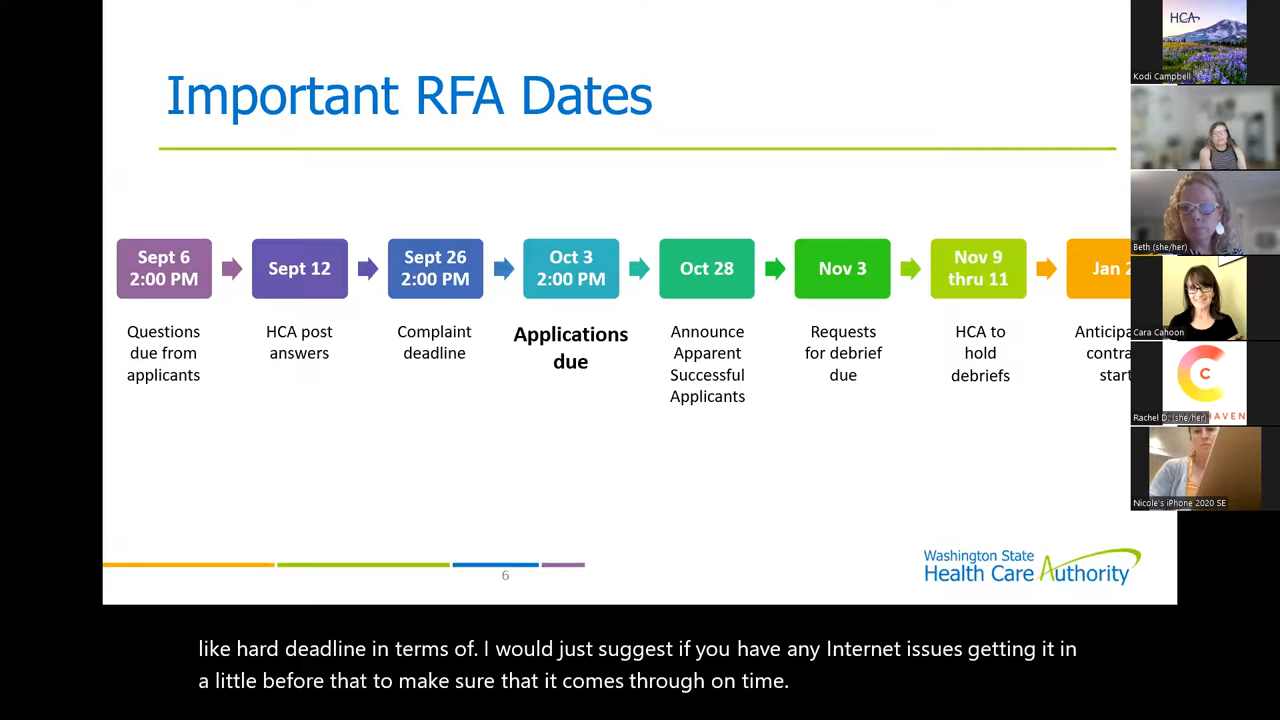 Important RFA Dates
Sept 6
2:00 PM
Questions
due from
applicants
Sept 12
HCA post
answers
Sept 26
2:00 PM
Complaint
deadline
Oct 3
2:00 PM
Applications
due
Oct 28
Announce
Apparent
Successful
Applicants
Nov 3
Requests
for debrief
due
Nov 9
thru 11
HCA to
hold
debriefs
Jan 2
Anticipa
contra
start
6
Washington State
Health Care Authority
HCA
Kodi Campbell
Beth (she/her)
Cara Cahoon
C
HAVEN
Rachel D. (she/her)
Nicole's iPhone 2020 SE
like hard deadline in terms of. I would just suggest if you have any Internet issues getting it in
a little before that to make sure that it comes through on time.